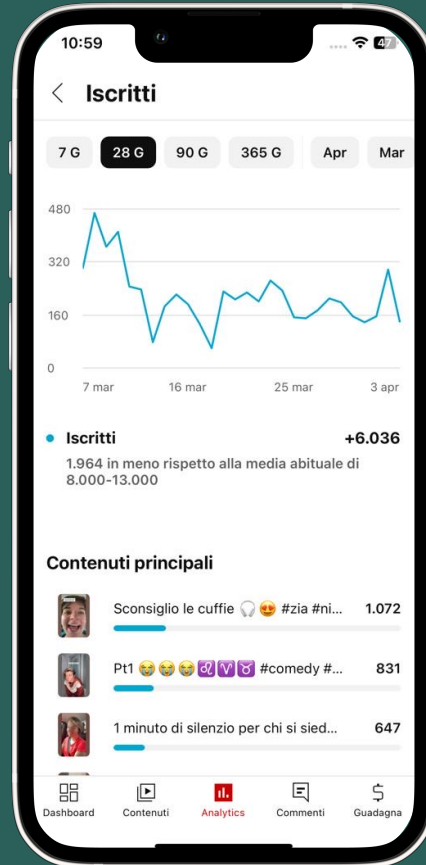 10:59
47
Iscritti
7 G 28 G 90 G 365 G Apr Mar
480
320
160
0
7 mar 16 mar 25 mar 3 apr
Iscritti +6.036
1.964 in meno rispetto alla media abituale di
8.000-13.000
Contenuti principali
Sconsiglio le cuffie 🎧 😍 #zia #ni... 1.072
Pt1 😭😭😭♌♈♉ #comedy #... 831
1 minuto di silenzio per chi si sied... 647
Dashboard Contenuti Analytics Commenti Guadagna